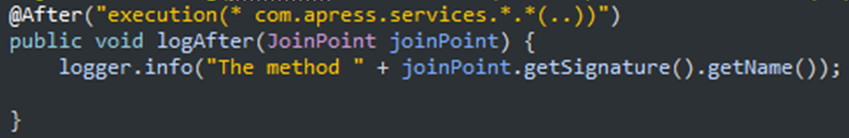 @After("execution(* com.apress.services.*.*(..))")
public void logAfter(JoinPoint joinPoint) {
    logger.info("The method " + joinPoint.getSignature().getName());
}